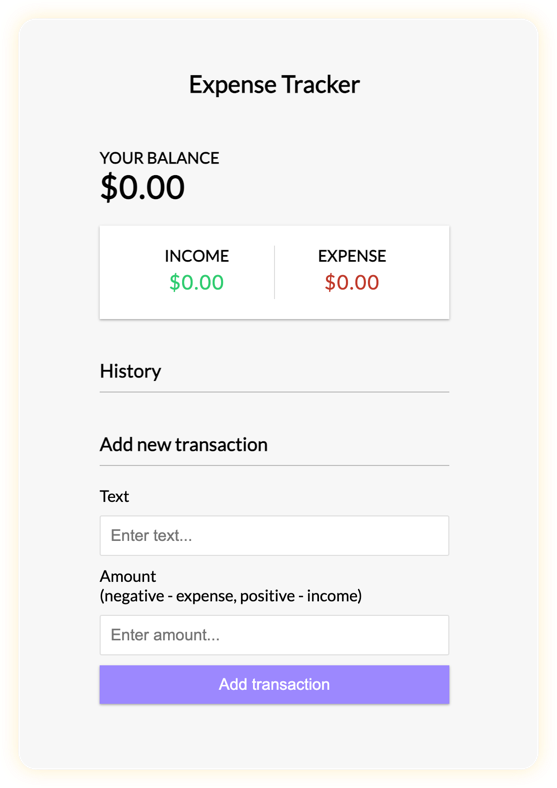 Expense Tracker
YOUR BALANCE
$0.00
INCOME
$0.00
EXPENSE
$0.00
History
Add new transaction
Text
Enter text...
Amount
(negative - expense, positive - income)
Enter amount...
Add transaction